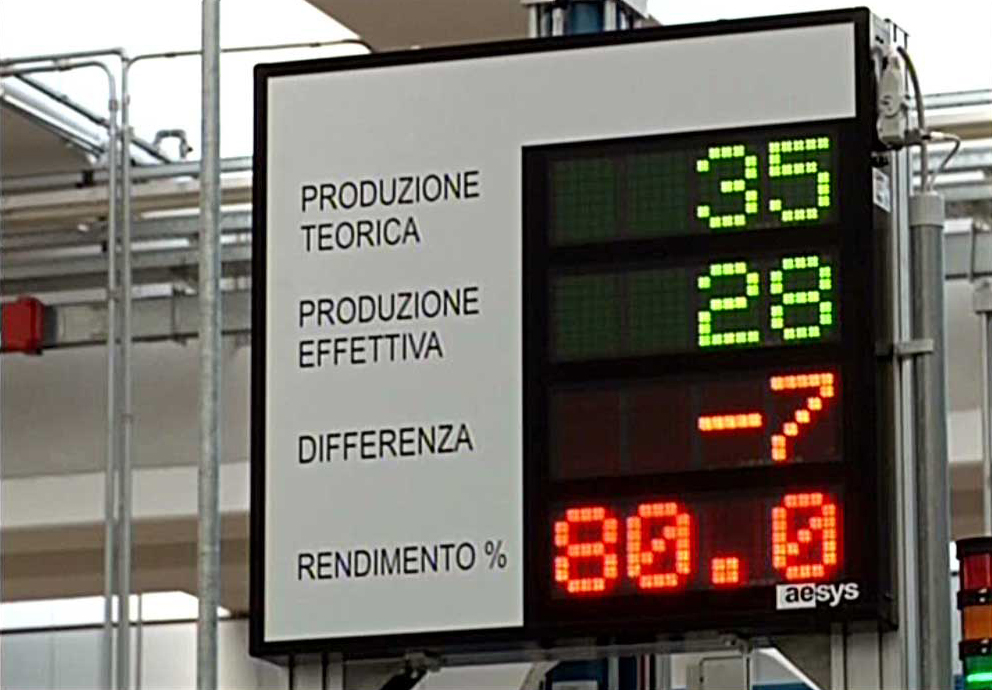 PRODUZIONE
TEORICA
35
PRODUZIONE
EFFETTIVA
28
DIFFERENZA
-7
RENDIMENTO %
80.0
aesys